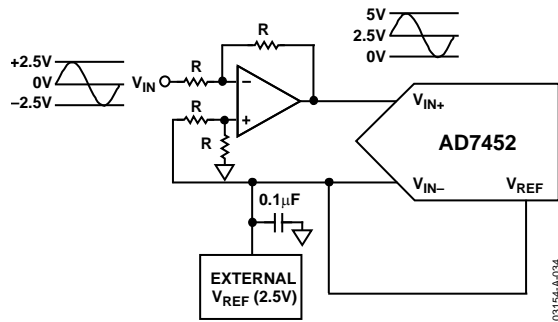 +2.5V
0V
–2.5V
VIN
R
R
R
R
–
+
5V
2.5V
0V
VIN+
AD7452
VIN–
VREF
0.1µF
EXTERNAL
VREF (2.5V)
03154-A-034